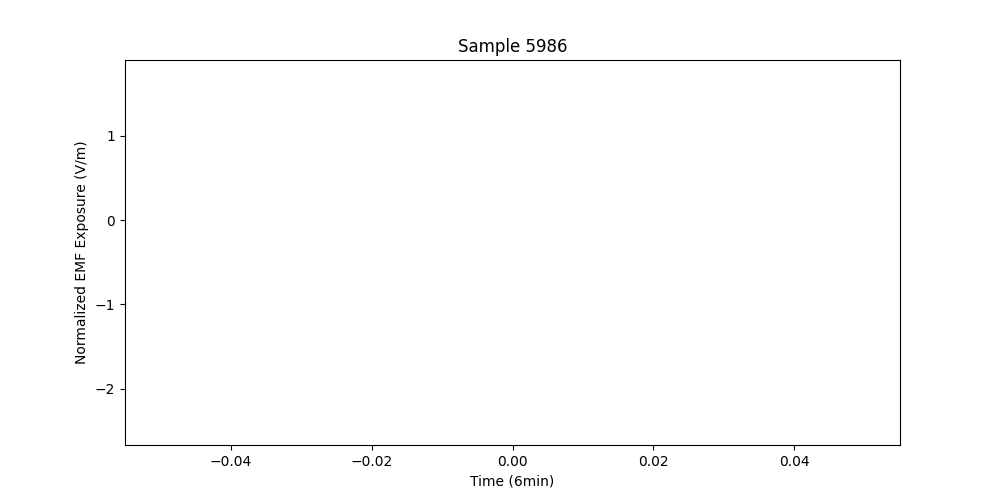 Sample 5986
Normalized EMF Exposure (V/m)
1
0
−1
−2
−0.04 −0.02 0.00 0.02 0.04
Time (6min)